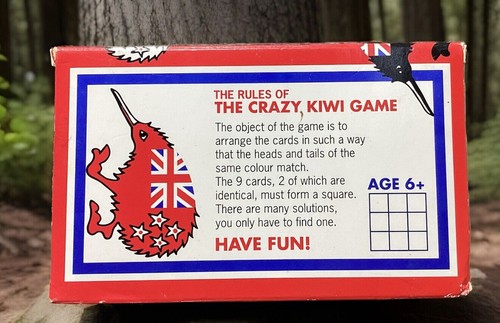 THE RULES OF
THE CRAZY KIWI GAME
The object of the game is to
arrange the cards in such a way
that the heads and tails of the
same colour match.
The 9 cards, 2 of which are
identical, must form a square.
There are many solutions,
you only have to find one.
HAVE FUN!
AGE 6+